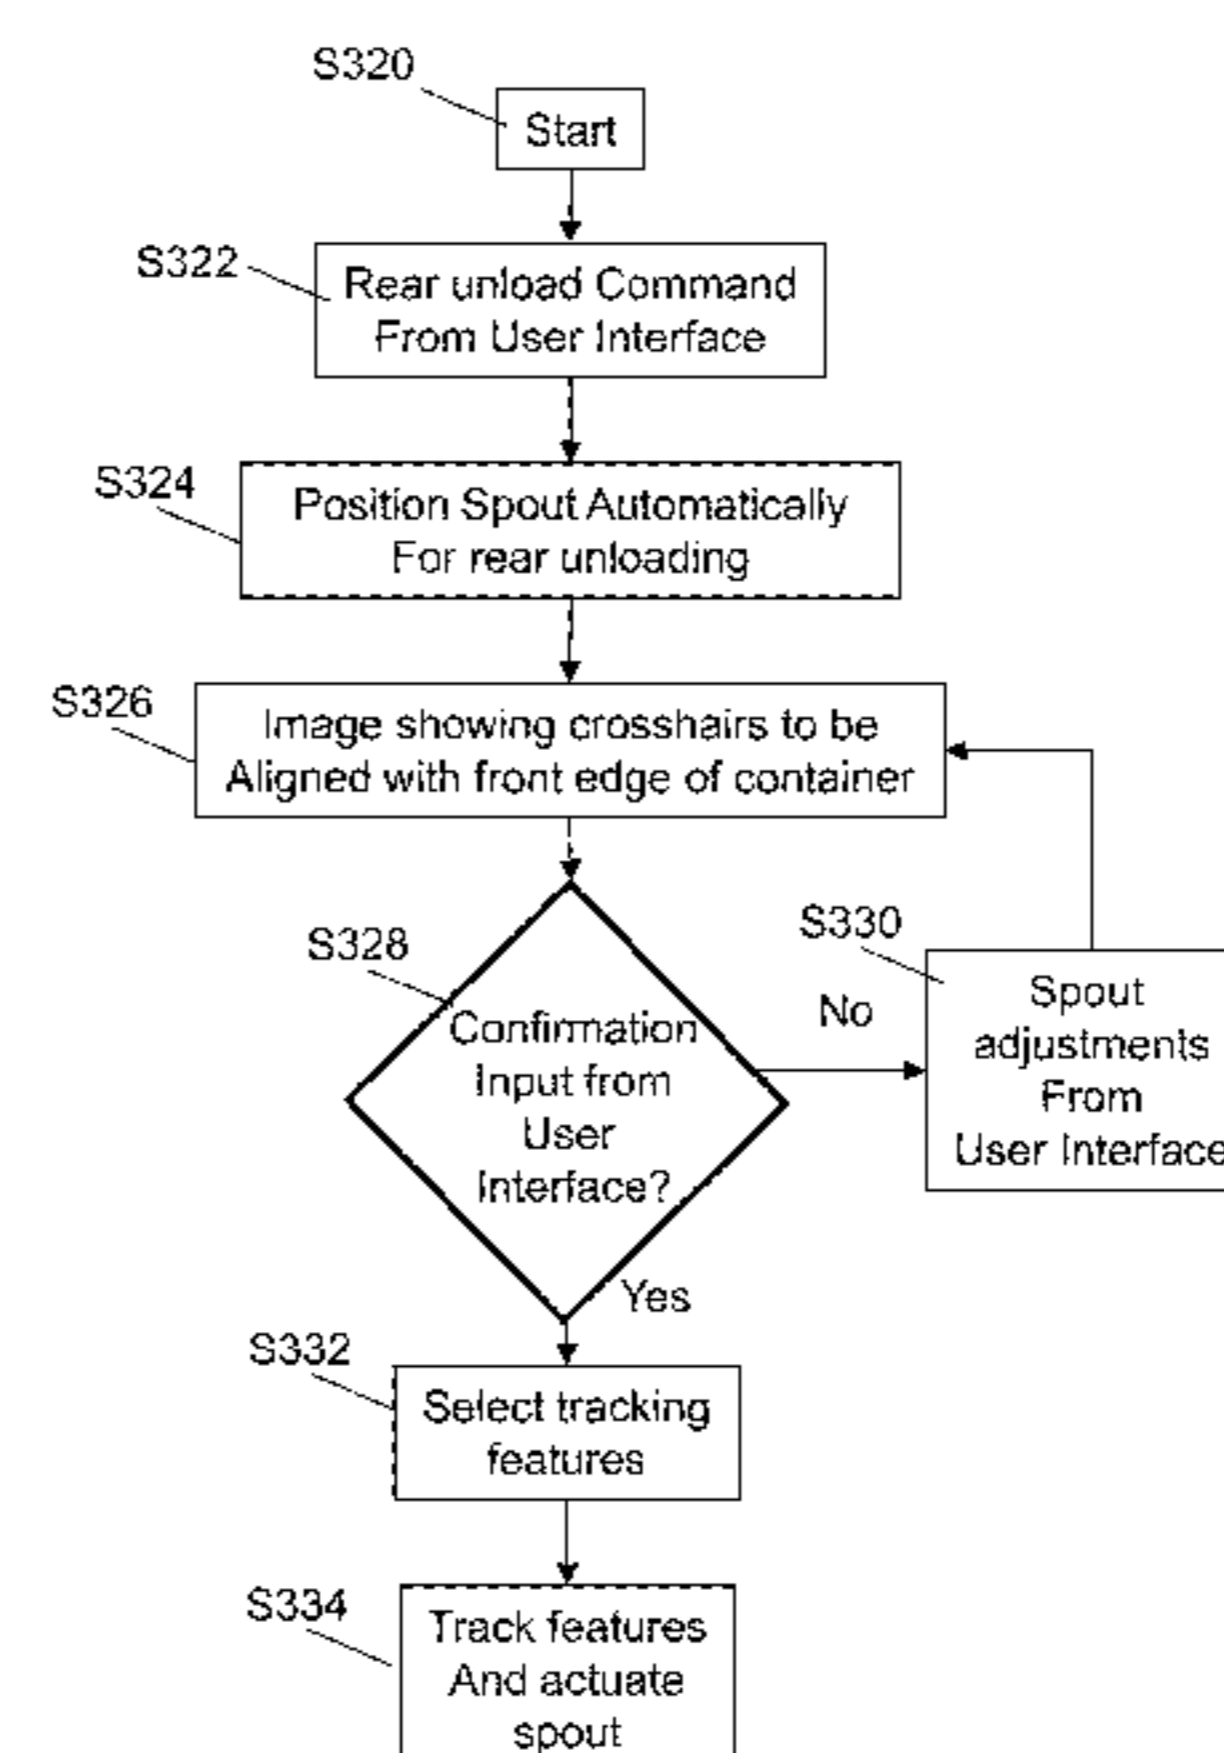 S320
Start
S322
Rear unload Command
From User Interface
S324
Position Spout Automatically
For rear unloading
S326
Image showing crosshairs to be
Aligned with front edge of container
S328
Confirmation
Input from
User
Interface?
No
S330
Spout
adjustments
From
User Interface
Yes
S332
Select tracking
features
S334
Track features
And actuate
spout